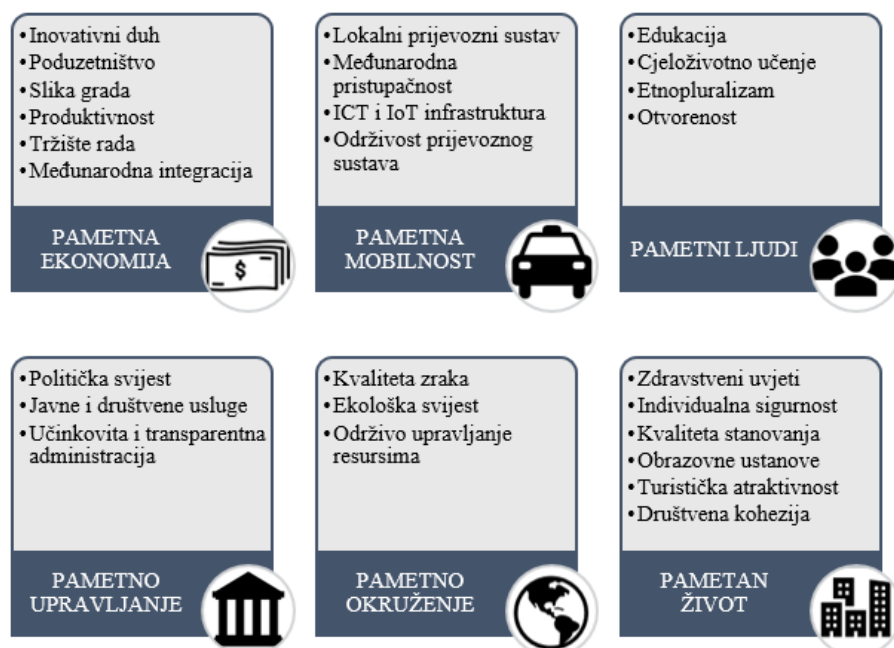 •Inovativni duh
•Poduzetništvo
•Slika grada
•Produktivnost
•Tržište rada
•Međunarodna integracija
PAMETNA
EKONOMIJA
$
•Lokalni prijevozni sustav
•Međunarodna
pristupačnost
•ICT i IoT infrastruktura
•Održivost prijevoznog
sustava
PAMETNA
MOBILNOST
•Edukacija
•Cjeloživotno učenje
•Etnopluralizam
•Otvorenost
PAMETNI LJUDI
•Politička svijest
•Javne i društvene usluge
•Učinkovita i transparentna
administracija
PAMETNO
UPRAVLJANJE
•Kvaliteta zraka
•Ekološka svijest
•Održivo upravljanje
resursima
PAMETNO
OKRUŽENJE
•Zdravstveni uvjeti
•Individualna sigurnost
•Kvaliteta stanovanja
•Obrazovne ustanove
•Turistička atraktivnost
•Društvena kohezija
PAMETAN
ŽIVOT